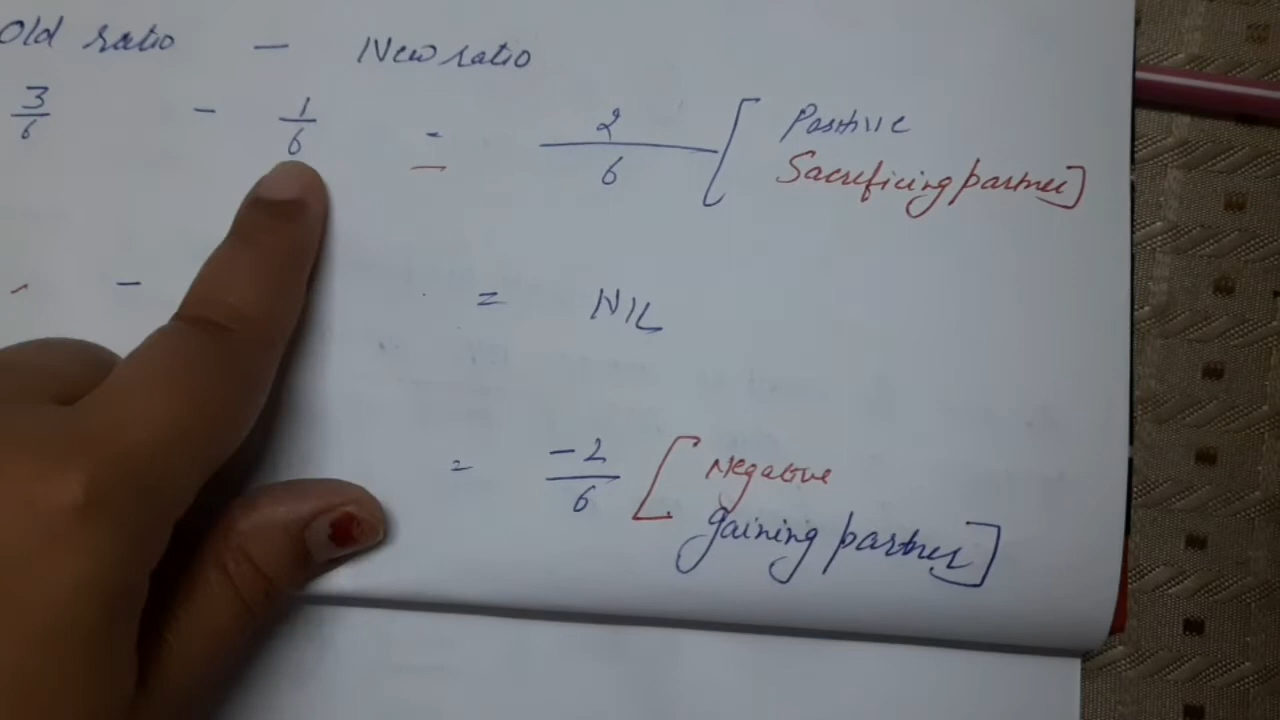 Old ratio — New ratio
3/6 - 1/6 = 2/6 [ Positive
Sacrificing partner]
- = NIL
= -2/6 [ Negative
gaining partner]